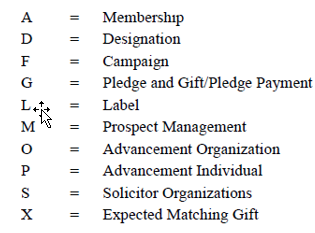 A = Membership
D = Designation
F = Campaign
G = Pledge and Gift/Pledge Payment
L = Label
M = Prospect Management
O = Advancement Organization
P = Advancement Individual
S = Solicitor Organizations
X = Expected Matching Gift